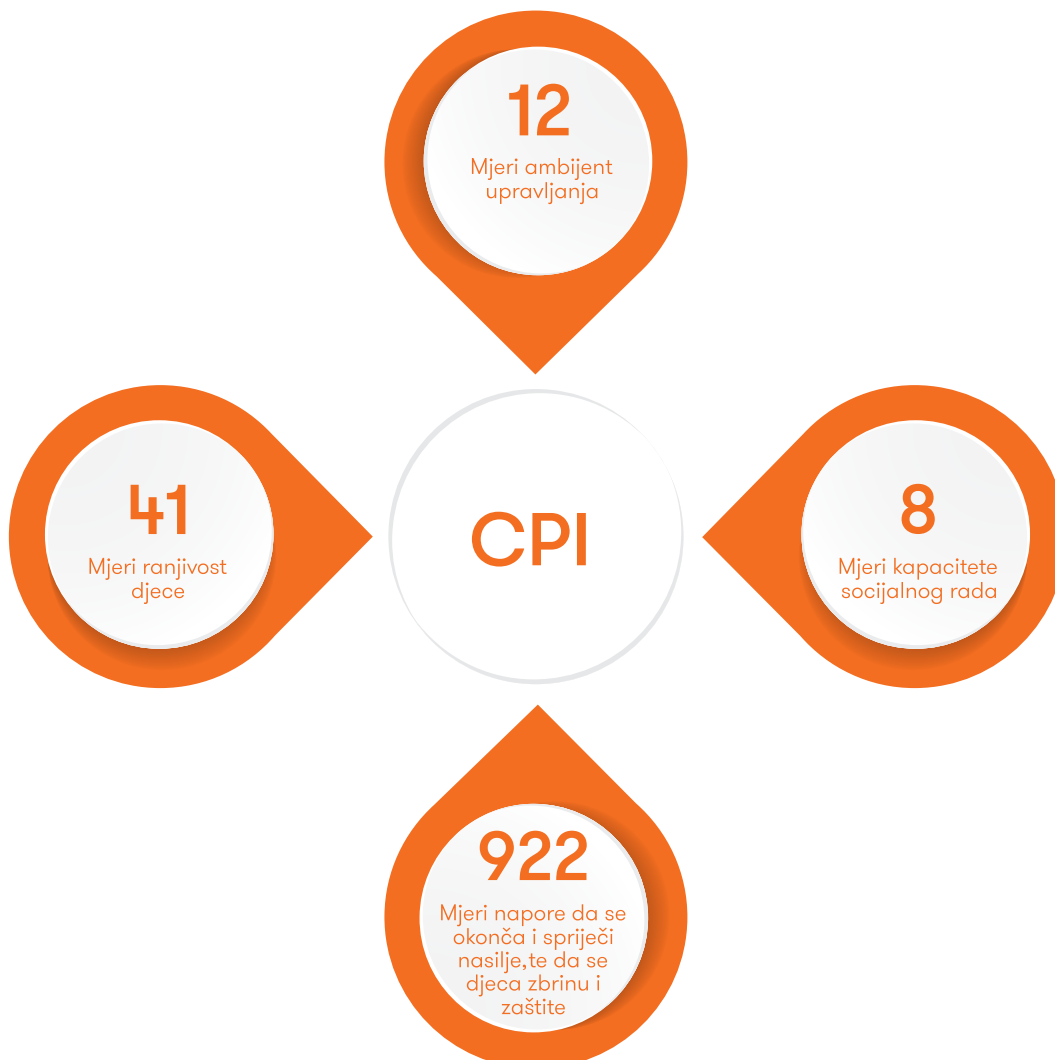 12
Mjeri ambijent
upravljanja
41
Mjeri ranjivost
djece
CPI
8
Mjeri kapacitete
socijalnog rada
922
Mjeri napore da se
okonča i spriječi
nasilje,te da se
djeca zbrinu i
zaštite